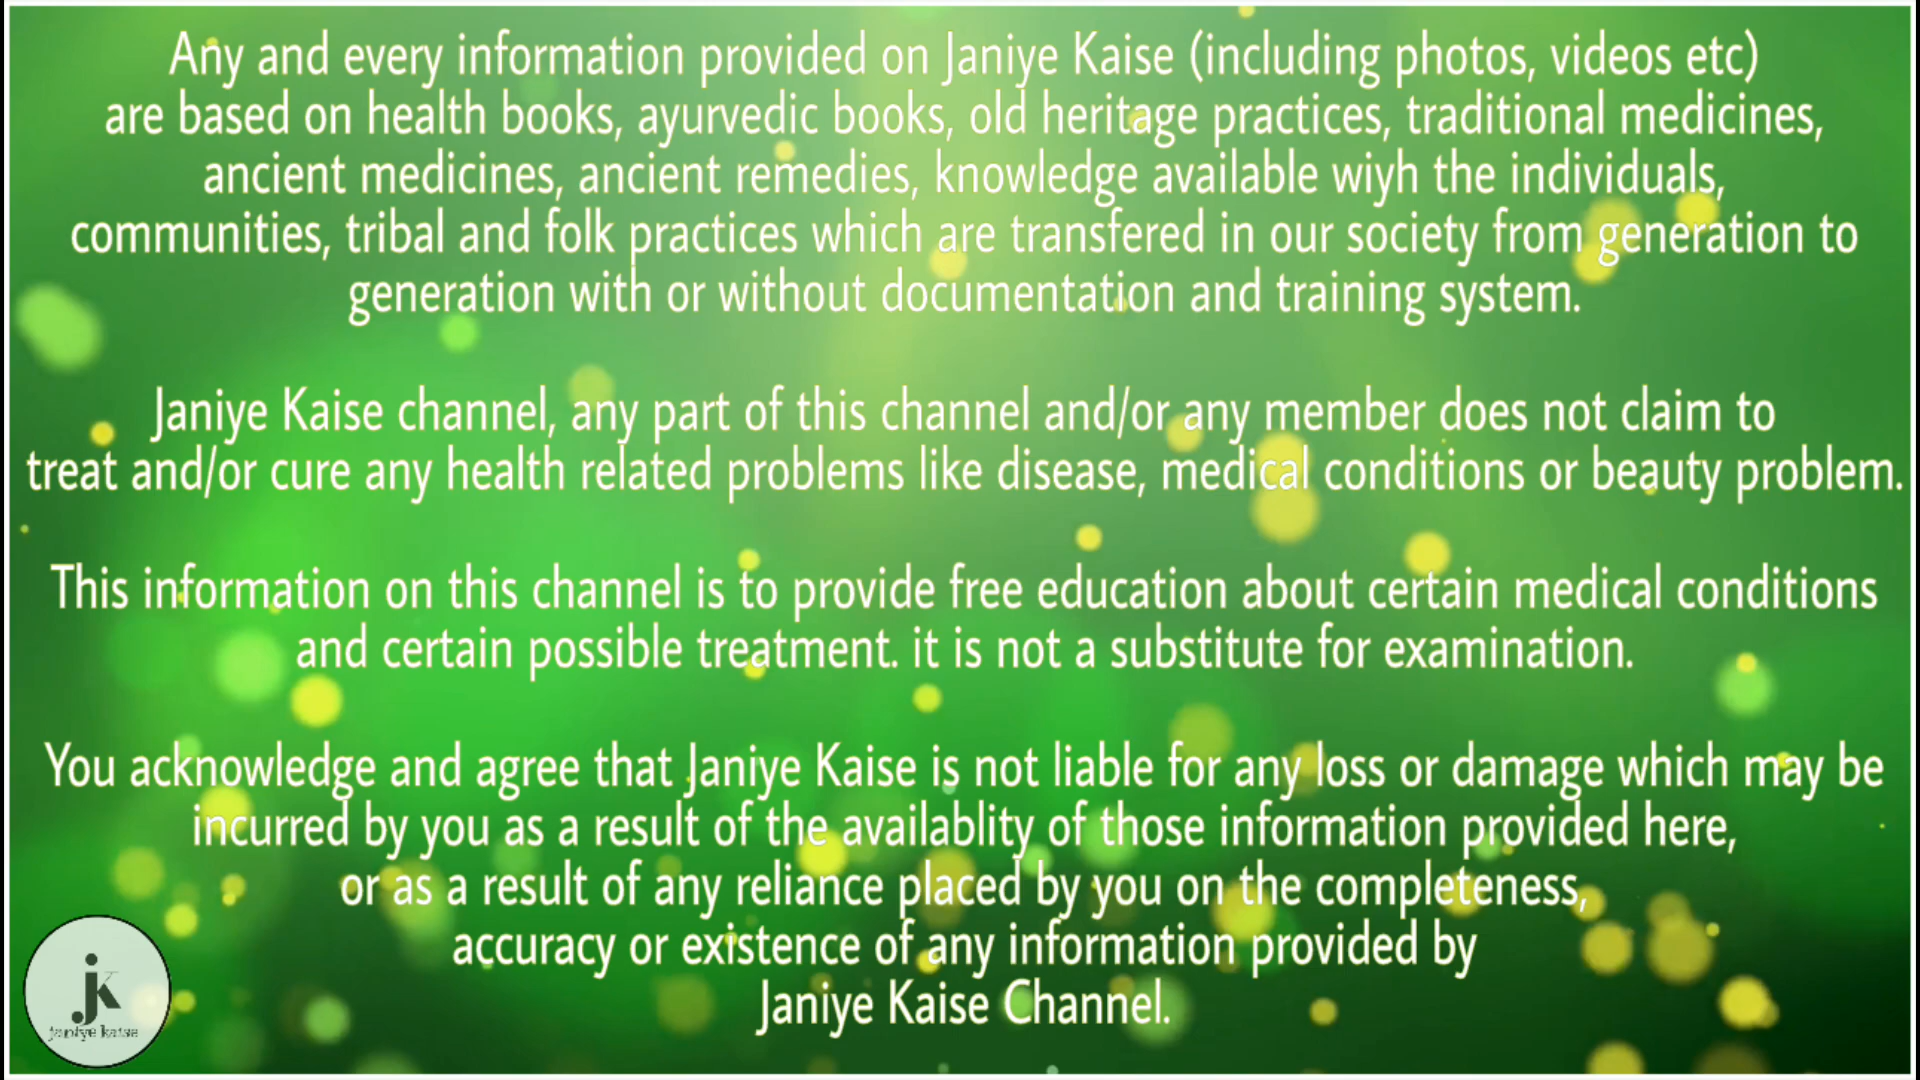 Any and every information provided on Janiye Kaise (including photos, videos etc)
are based on health books, ayurvedic books, old heritage practices, traditional medicines,
ancient medicines, ancient remedies, knowledge available wiyh the individuals,
communities, tribal and folk practices which are transfered in our society from generation to
generation with or without documentation and training system.
Janiye Kaise channel, any part of this channel and/or any member does not claim to
treat and/or cure any health related problems like disease, medical conditions or beauty problem.
This information on this channel is to provide free education about certain medical conditions
and certain possible treatment. it is not a substitute for examination.
You acknowledge and agree that Janiye Kaise is not liable for any loss or damage which may be
incurred by you as a result of the availablity of those information provided here,
or as a result of any reliance placed by you on the completeness,
accuracy or existence of any information provided by
Janiye Kaise Channel.
jK
janiye kaise